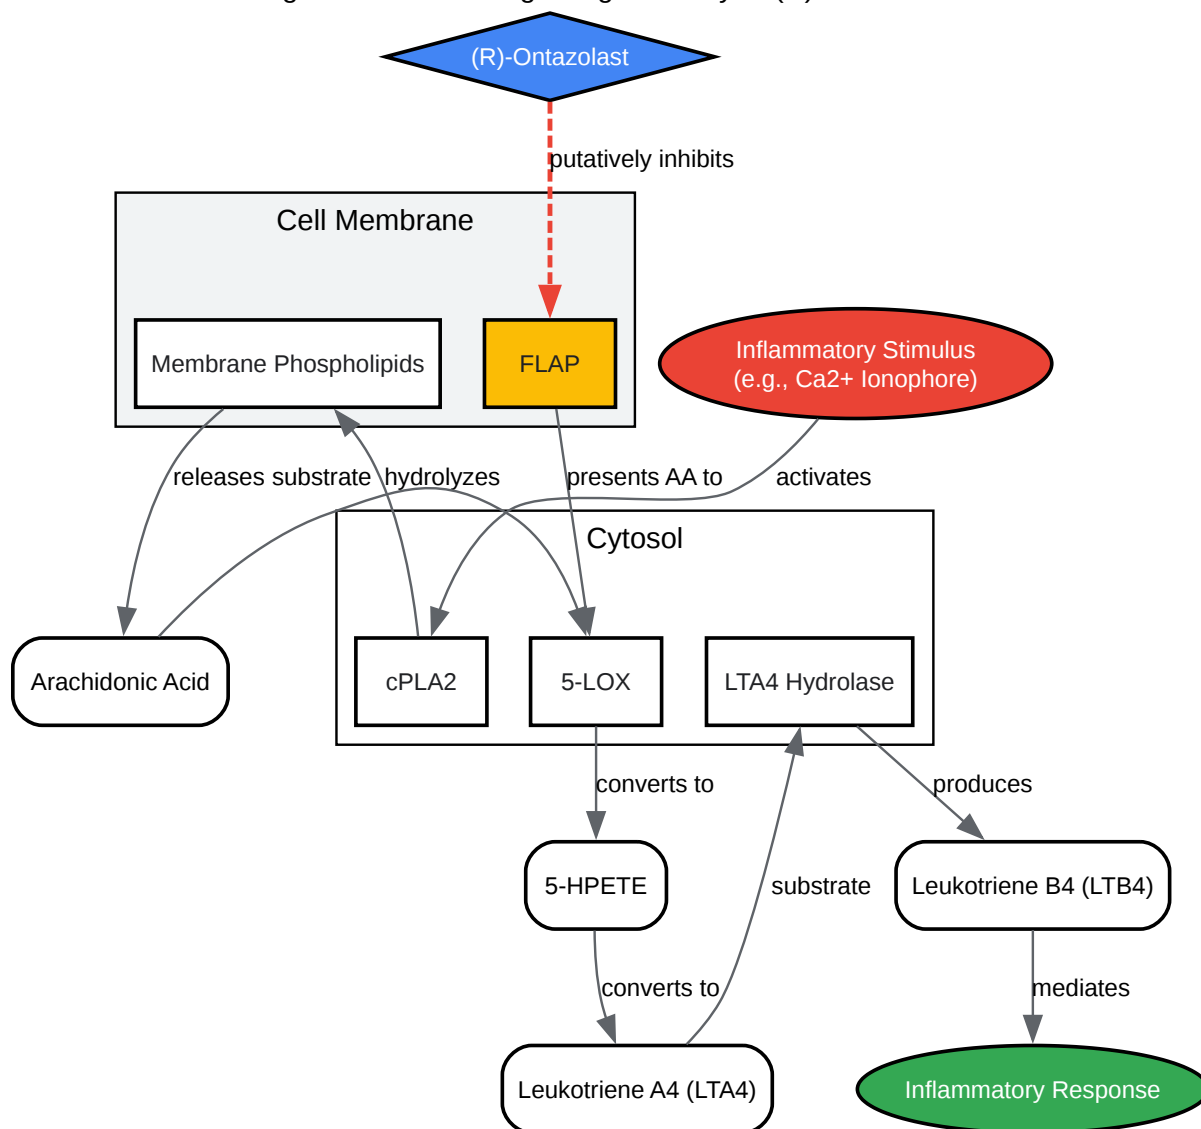 (R)-Ontazolast
putatively inhibits
Cell Membrane
Membrane Phospholipids
FLAP
Inflammatory Stimulus
(e.g., Ca2+ Ionophore)
releases substrate
hydrolyzes
presents AA to
activates
Cytosol
Arachidonic Acid
cPLA2
5-LOX
LTA4 Hydrolase
converts to
produces
5-HPETE
substrate
Leukotriene B4 (LTB4)
converts to
mediates
Leukotriene A4 (LTA4)
Inflammatory Response